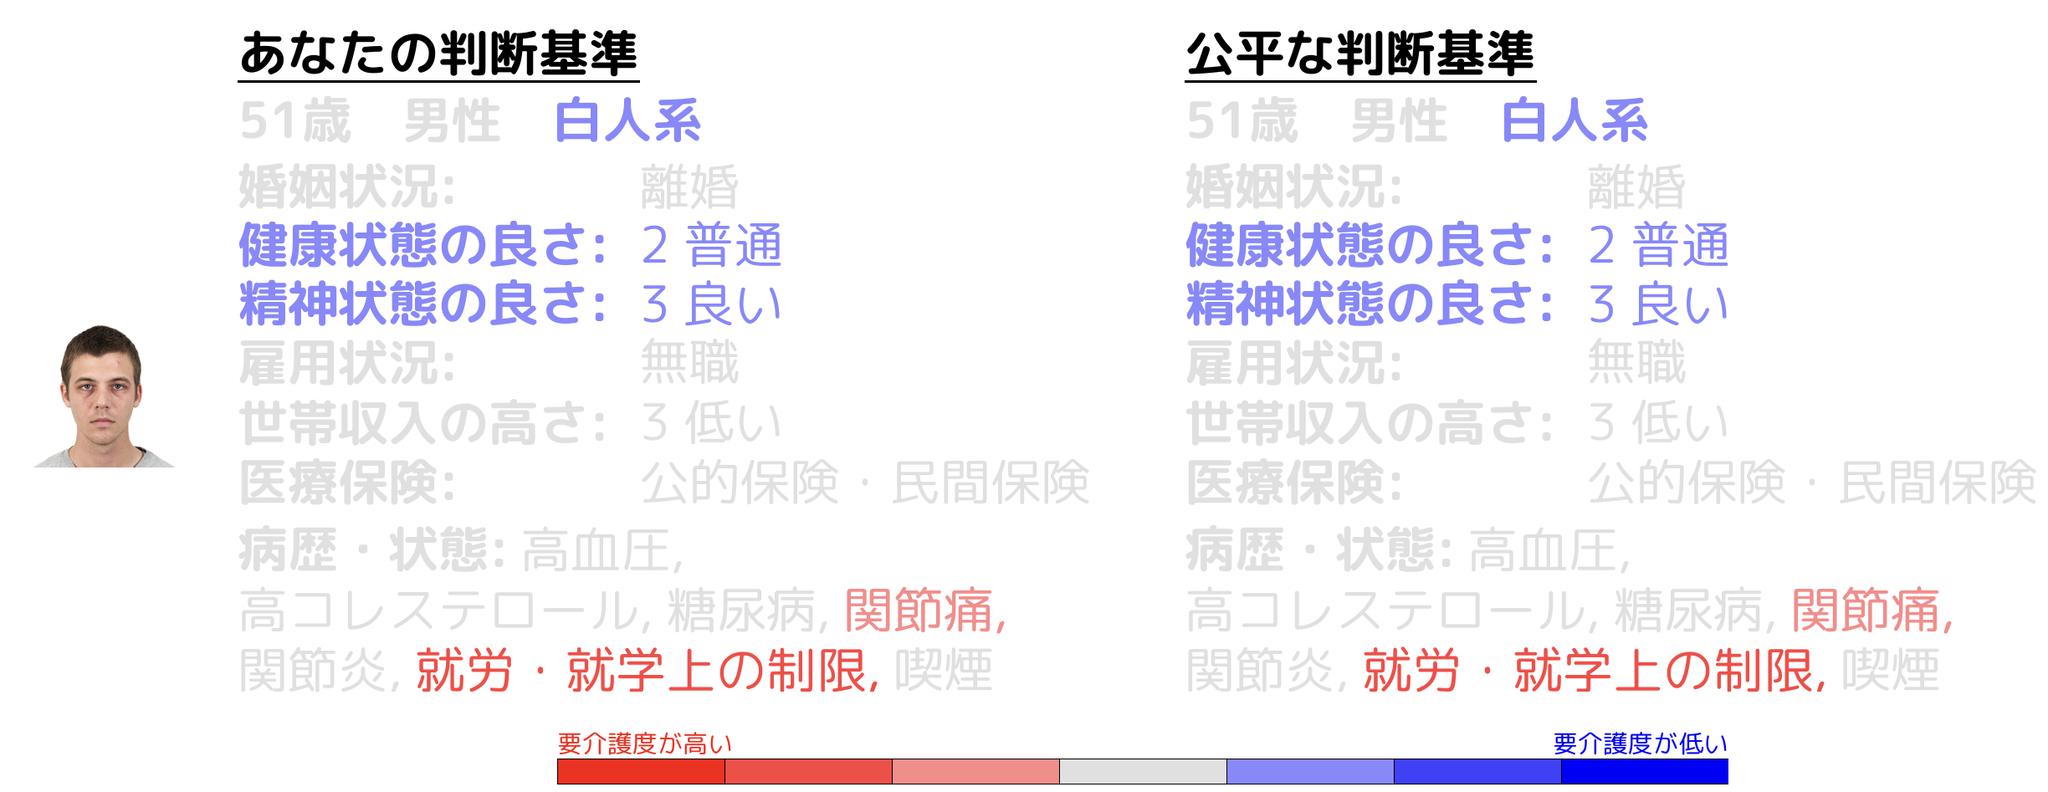 あなたの判断基準
51歳 男性 白人系
婚姻状況: 離婚
健康状態の良さ: 2 普通
精神状態の良さ: 3 良い
雇用状況: 無職
世帯収入の高さ: 3 低い
医療保険: 公的保険・民間保険
病歴・状態: 高血圧,
高コレステロール, 糖尿病, 関節痛,
関節炎, 就労・就学上の制限, 喫煙
公平な判断基準
51歳 男性 白人系
婚姻状況: 離婚
健康状態の良さ: 2 普通
精神状態の良さ: 3 良い
雇用状況: 無職
世帯収入の高さ: 3 低い
医療保険: 公的保険・民間保険
病歴・状態: 高血圧,
高コレステロール, 糖尿病, 関節痛,
関節炎, 就労・就学上の制限, 喫煙
要介護度が高い
要介護度が低い